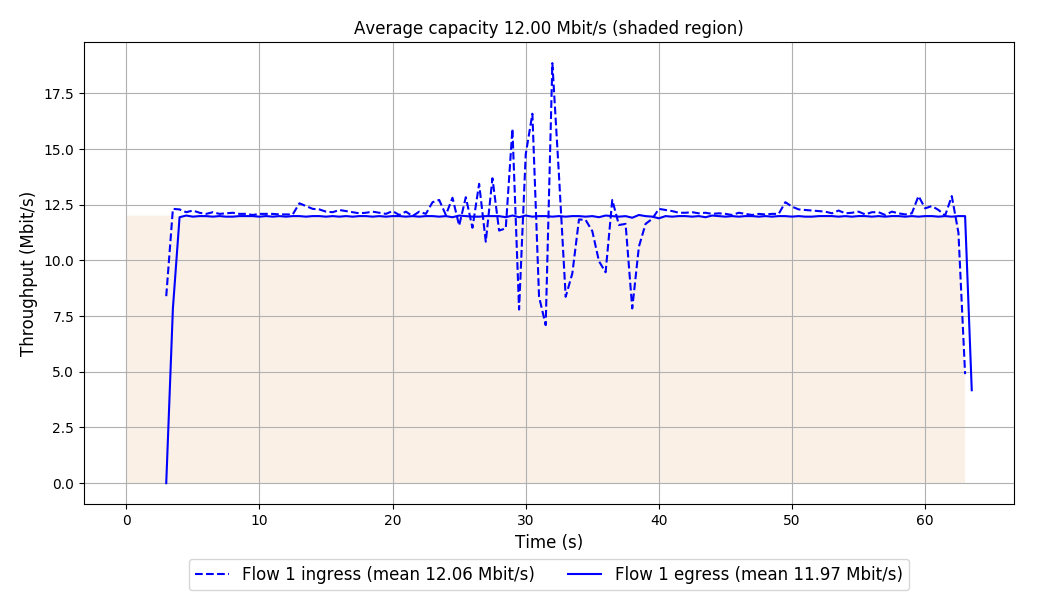 Average capacity 12.00 Mbit/s (shaded region)
Throughput (Mbit/s)
17.5
15.0
12.5
10.0
7.5
5.0
2.5
0.0
0 10 20 30 40 50 60
Time (s)
Flow 1 ingress (mean 12.06 Mbit/s) Flow 1 egress (mean 11.97 Mbit/s)